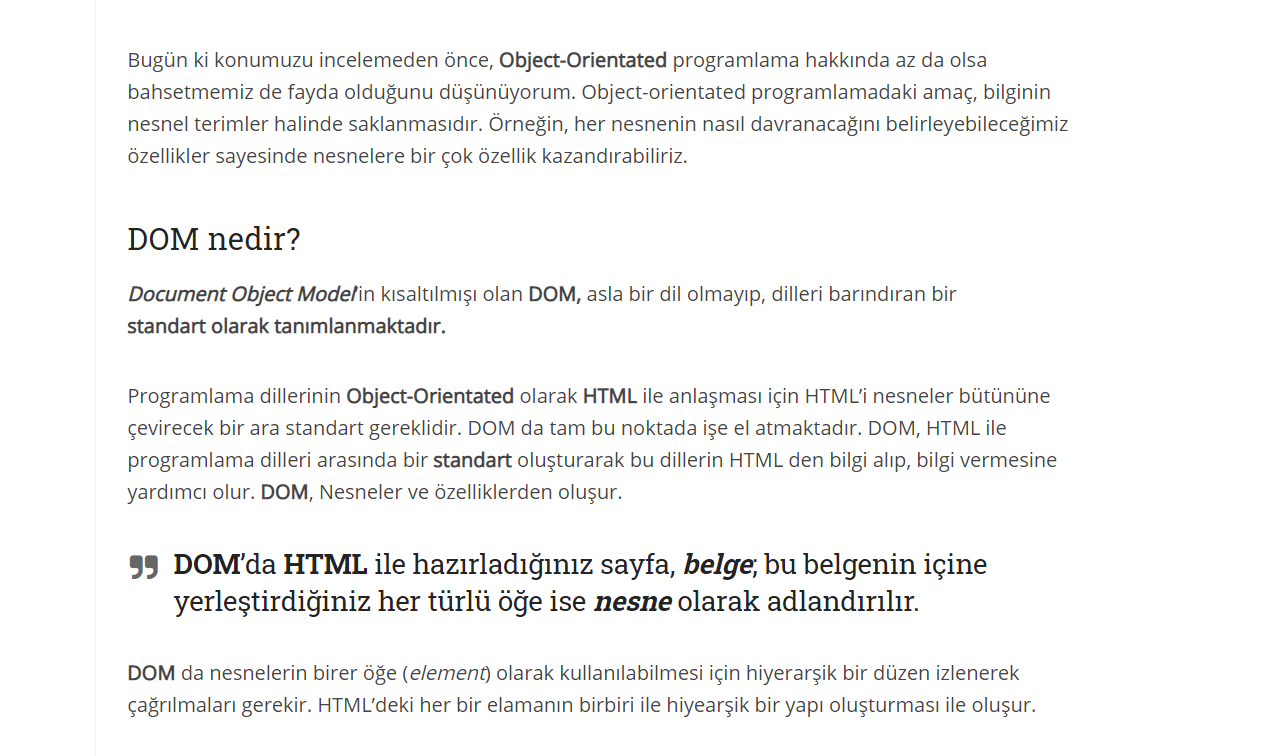 Bugün ki konumuzu incelemeden önce, Object-Orientated programlama hakkında az da olsa
bahsetmemiz de fayda olduğunu düşünüyorum. Object-orientated programlamadaki amaç, bilginin
nesnel terimler halinde saklanmasıdır. Örneğin, her nesnenin nasıl davranacağını belirleyebileceğimiz
özellikler sayesinde nesnelere bir çok özellik kazandırabiliriz.
DOM nedir?
Document Object Model'in kısaltılmışı olan DOM, asla bir dil olmayıp, dilleri barındıran bir
standart olarak tanımlanmaktadır.
Programlama dillerinin Object-Orientated olarak HTML ile anlaşması için HTML’i nesneler bütününe
çevirecek bir ara standart gereklidir. DOM da tam bu noktada işe el atmaktadır. DOM, HTML ile
programlama dilleri arasında bir standart oluşturarak bu dillerin HTML den bilgi alıp, bilgi vermesine
yardımcı olur. DOM, Nesneler ve özelliklerden oluşur.
DOM’da HTML ile hazırladığınız sayfa, belge; bu belgenin içine
yerleştirdiğiniz her türlü öğe ise nesne olarak adlandırılır.
DOM da nesnelerin birer öğe (element) olarak kullanılabilmesi için hiyerarşik bir düzen izlenerek
çağrılmaları gerekir. HTML’deki her bir elamanın birbiri ile hiyearşik bir yapı oluşturması ile oluşur.